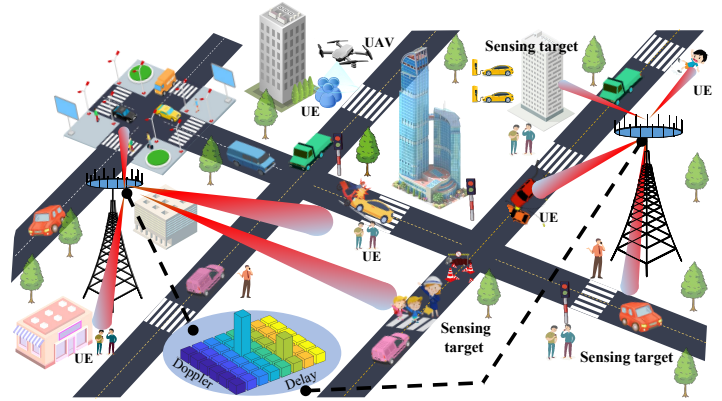 UAV
Sensing target
UE
UE
UE
UE
Sensing
target
UE
Sensing target
Doppler
Delay